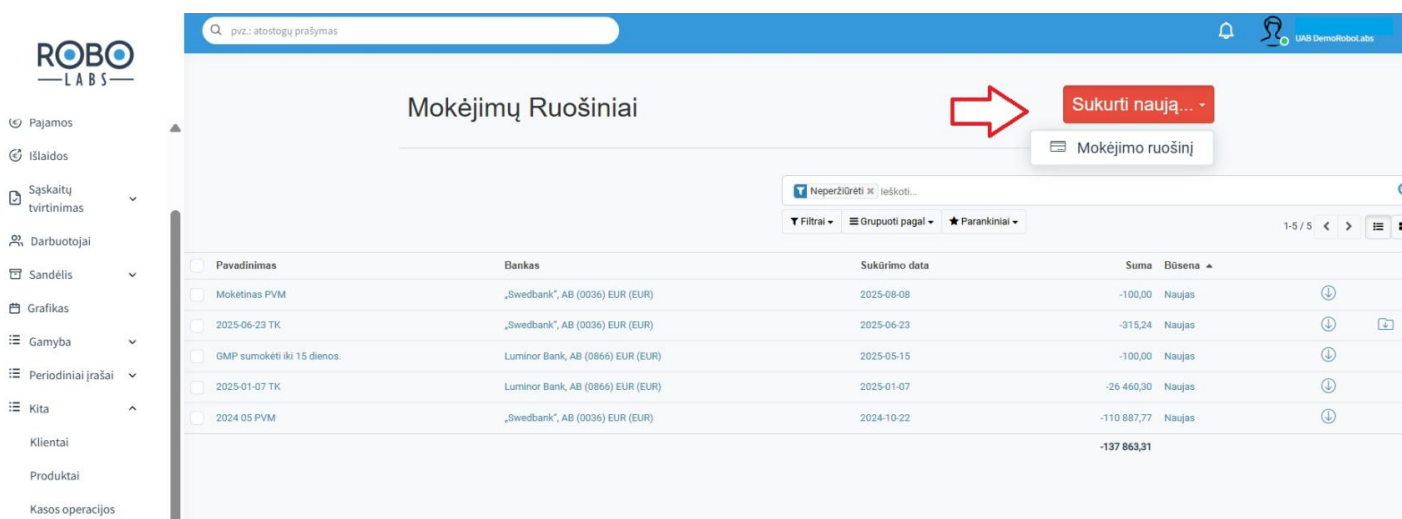 ROBO
LABS
pvz.: atostogų prašymas
UAB DemoRoboLabs
Pajamos
Išlaidos
Sąskaitų
tvirtinimas
Darbuotojai
Sandėlis
Grafikas
Gamyba
Periodiniai įrašai
Kita
Klientai
Produktai
Kasos operacijos
Mokėjimų Ruošiniai
Sukurti naują...
Mokėjimo ruošinį
Neperžiūrėti Ieškoti...
Filtrai Grupuoti pagal Parankiniai 1-5 / 5
Pavadinimas Bankas Sukūrimo data Suma Būsena
Mokėtinas PVM „Swedbank“, AB (0036) EUR (EUR) 2025-08-08 -100,00 Naujas
2025-06-23 TK „Swedbank“, AB (0036) EUR (EUR) 2025-06-23 -315,24 Naujas
GMP sumokėti iki 15 dienos. Luminor Bank, AB (0866) EUR (EUR) 2025-05-15 -100,00 Naujas
2025-01-07 TK Luminor Bank, AB (0866) EUR (EUR) 2025-01-07 -26 460,30 Naujas
2024 05 PVM „Swedbank“, AB (0036) EUR (EUR) 2024-10-22 -110 887,77 Naujas
-137 863,31